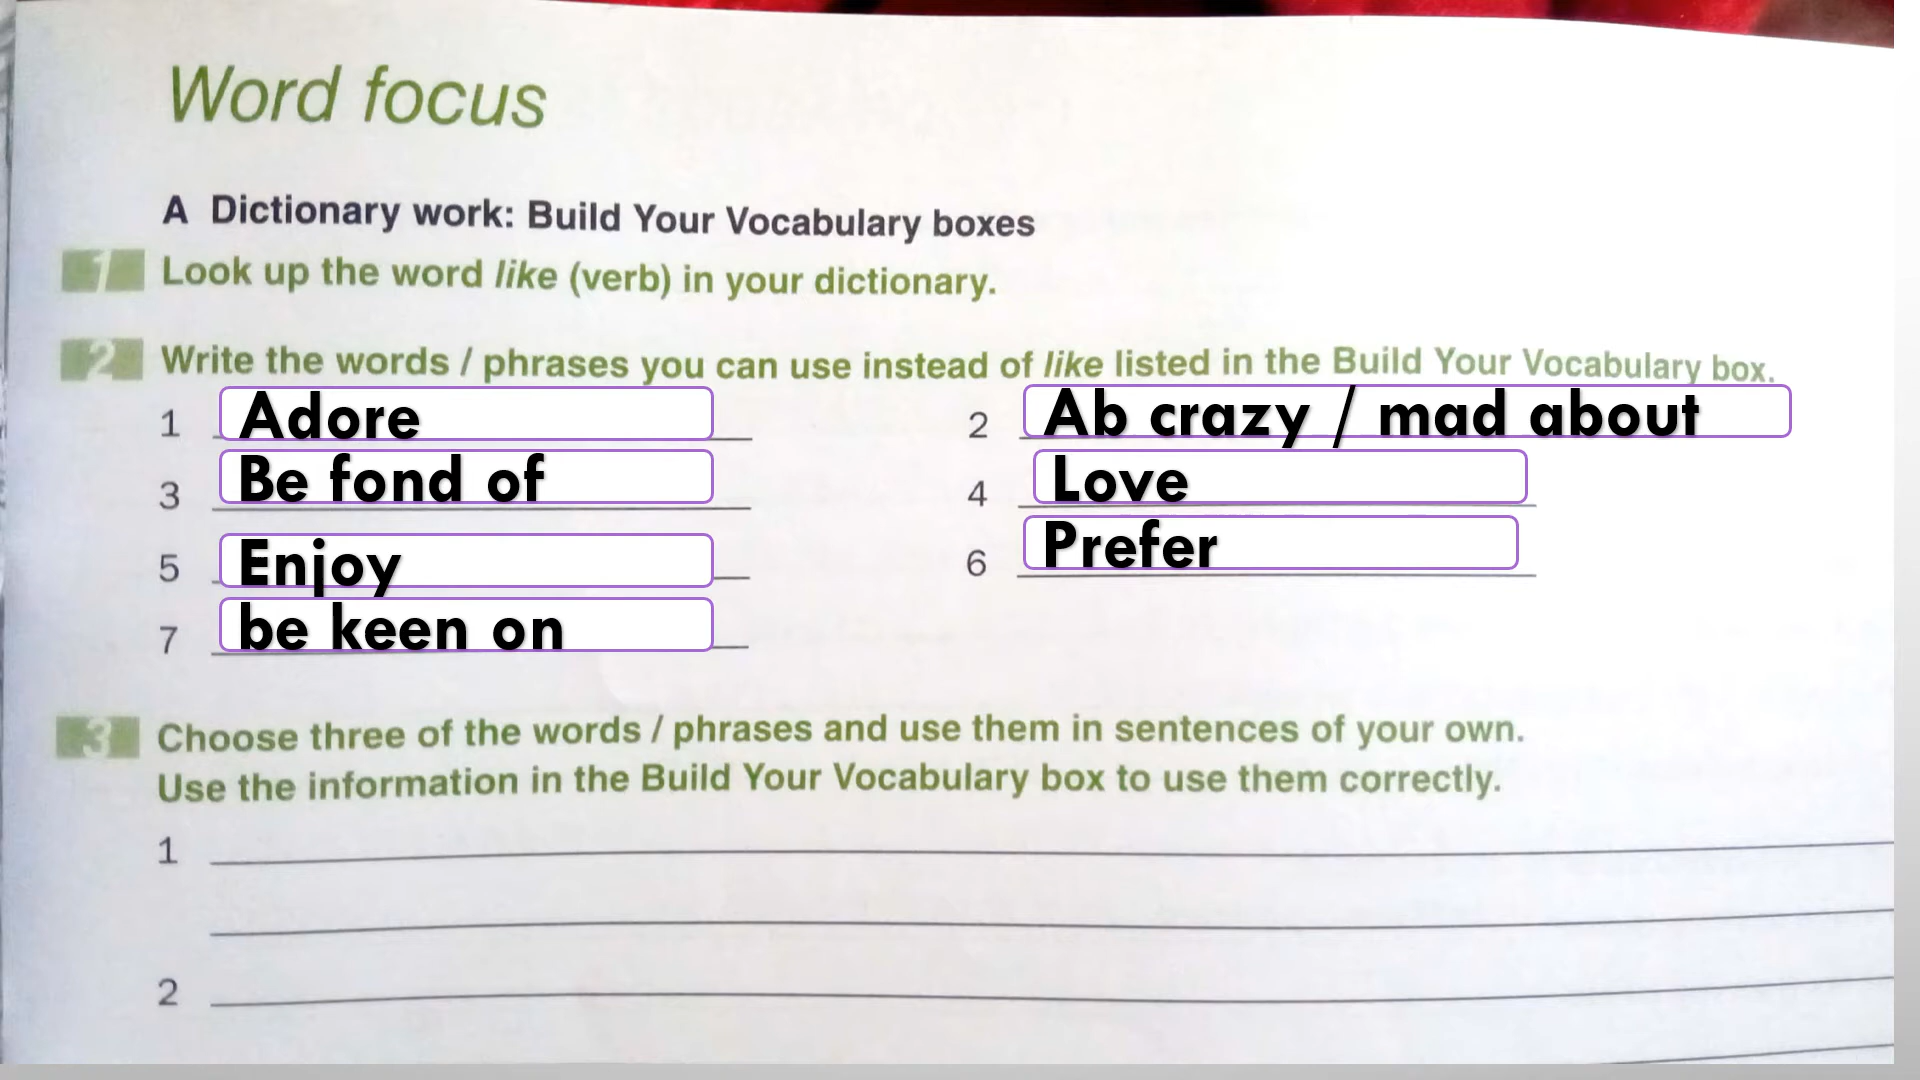 Word focus
A Dictionary work: Build Your Vocabulary boxes
1 Look up the word like (verb) in your dictionary.
2 Write the words / phrases you can use instead of like listed in the Build Your Vocabulary box.
1 Adore 2 Ab crazy / mad about
3 Be fond of 4 Love
5 Enjoy 6 Prefer
7 be keen on
3 Choose three of the words / phrases and use them in sentences of your own.
Use the information in the Build Your Vocabulary box to use them correctly.
1
2